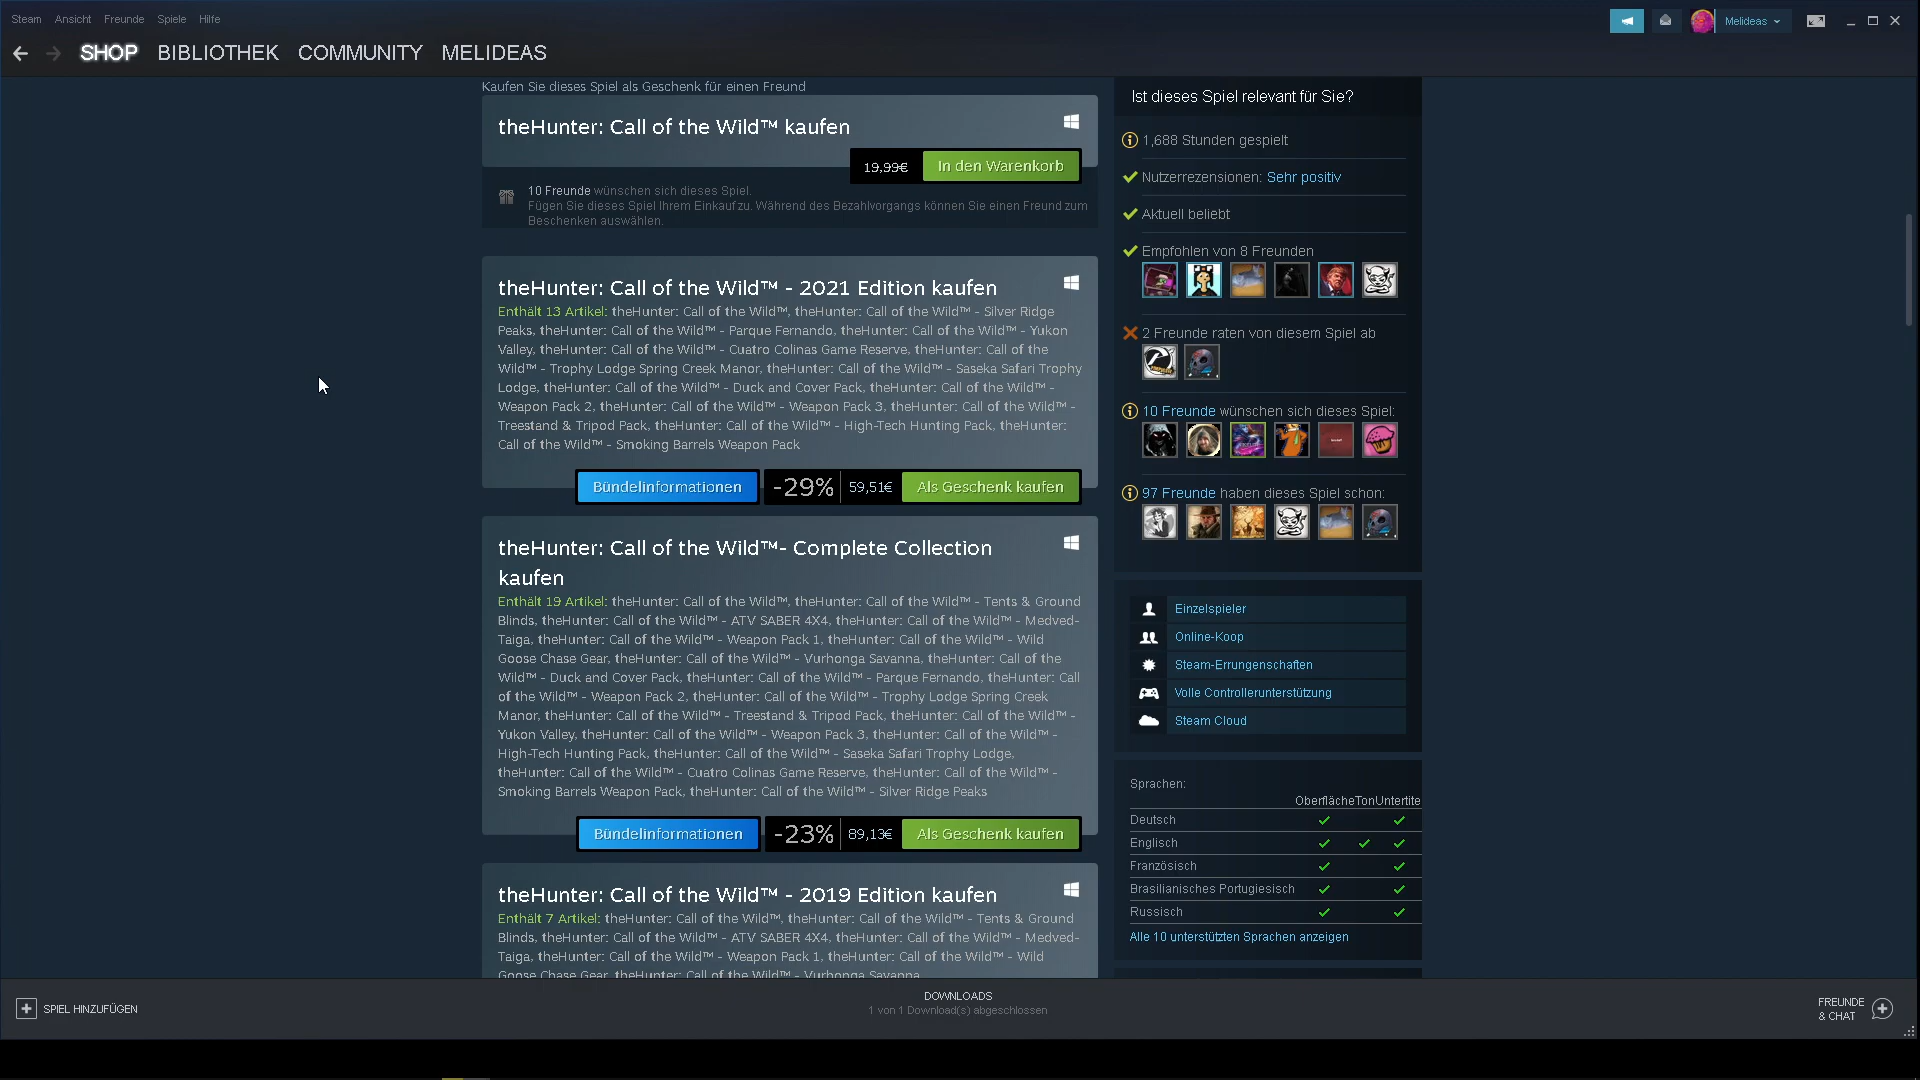 Steam Ansicht Freunde Spiele Hilfe
Melideas
SHOP BIBLIOTHEK COMMUNITY MELIDEAS
Kaufen Sie dieses Spiel als Geschenk für einen Freund
theHunter: Call of the Wild™ kaufen
19,99€ In den Warenkorb
10 Freunde wünschen sich dieses Spiel.
Fügen Sie dieses Spiel Ihrem Einkauf zu. Während des Bezahlvorgangs können Sie einen Freund zum
Beschenken auswählen.
theHunter: Call of the Wild™ - 2021 Edition kaufen
Enthält 13 Artikel: theHunter: Call of the Wild™, theHunter: Call of the Wild™ - Silver Ridge
Peaks, theHunter: Call of the Wild™ - Parque Fernando, theHunter: Call of the Wild™ - Yukon
Valley, theHunter: Call of the Wild™ - Cuatro Colinas Game Reserve, theHunter: Call of the
Wild™ - Trophy Lodge Spring Creek Manor, theHunter: Call of the Wild™ - Saseka Safari Trophy
Lodge, theHunter: Call of the Wild™ - Duck and Cover Pack, theHunter: Call of the Wild™ -
Weapon Pack 2, theHunter: Call of the Wild™ - Weapon Pack 3, theHunter: Call of the Wild™ -
Treestand & Tripod Pack, theHunter: Call of the Wild™ - High-Tech Hunting Pack, theHunter:
Call of the Wild™ - Smoking Barrels Weapon Pack
Bündelinformationen -29% 59,51€ Als Geschenk kaufen
theHunter: Call of the Wild™- Complete Collection
kaufen
Enthält 19 Artikel: theHunter: Call of the Wild™, theHunter: Call of the Wild™ - Tents & Ground
Blinds, theHunter: Call of the Wild™ - ATV SABER 4X4, theHunter: Call of the Wild™ - Medved-
Taiga, theHunter: Call of the Wild™ - Weapon Pack 1, theHunter: Call of the Wild™ - Wild
Goose Chase Gear, theHunter: Call of the Wild™ - Vurhonga Savanna, theHunter: Call of the
Wild™ - Duck and Cover Pack, theHunter: Call of the Wild™ - Parque Fernando, theHunter: Call
of the Wild™ - Weapon Pack 2, theHunter: Call of the Wild™ - Trophy Lodge Spring Creek
Manor, theHunter: Call of the Wild™ - Treestand & Tripod Pack, theHunter: Call of the Wild™ -
Yukon Valley, theHunter: Call of the Wild™ - Weapon Pack 3, theHunter: Call of the Wild™ -
High-Tech Hunting Pack, theHunter: Call of the Wild™ - Saseka Safari Trophy Lodge,
theHunter: Call of the Wild™ - Cuatro Colinas Game Reserve, theHunter: Call of the Wild™ -
Smoking Barrels Weapon Pack, theHunter: Call of the Wild™ - Silver Ridge Peaks
Bündelinformationen -23% 89,13€ Als Geschenk kaufen
theHunter: Call of the Wild™ - 2019 Edition kaufen
Enthält 7 Artikel: theHunter: Call of the Wild™, theHunter: Call of the Wild™ - Tents & Ground
Blinds, theHunter: Call of the Wild™ - ATV SABER 4X4, theHunter: Call of the Wild™ - Medved-
Taiga, theHunter: Call of the Wild™ - Weapon Pack 1, theHunter: Call of the Wild™ - Wild
Goose Chase Gear, theHunter: Call of the Wild™ - Vurhonga Savanna
Ist dieses Spiel relevant für Sie?
1,688 Stunden gespielt
Nutzerrezensionen: Sehr positiv
Aktuell beliebt
Empfohlen von 8 Freunden
2 Freunde raten von diesem Spiel ab
10 Freunde wünschen sich dieses Spiel:
97 Freunde haben dieses Spiel schon:
Einzelspieler
Online-Koop
Steam-Errungenschaften
Volle Controllerunterstützung
Steam Cloud
Sprachen:
Oberfläche Ton Untertite
Deutsch
Englisch
Französisch
Brasilianisches Portugiesisch
Russisch
Alle 10 unterstützten Sprachen anzeigen
SPIEL HINZUFÜGEN
DOWNLOADS
1 von 1 Download(s) abgeschlossen
FREUNDE
& CHAT